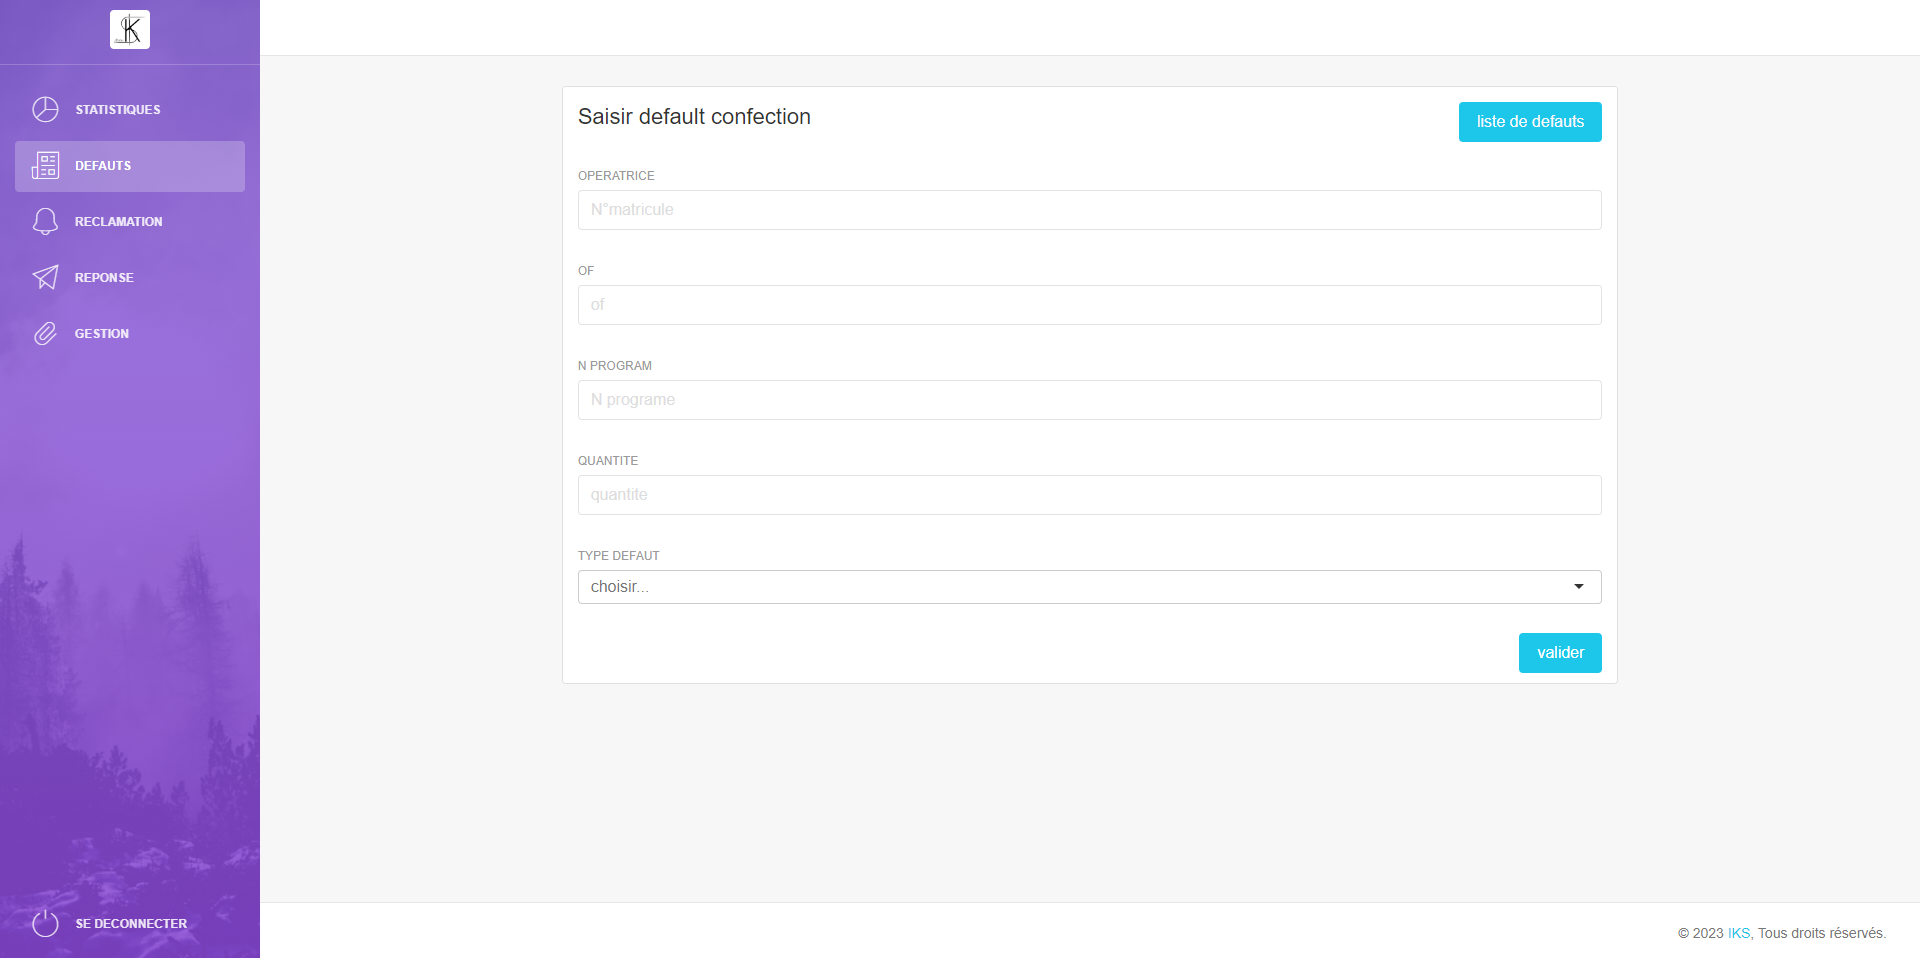 STATISTIQUES
DEFAUTS
RECLAMATION
REPONSE
GESTION
SE DECONNECTER
Saisir default confection
liste de defauts
OPERATRICE
N°matricule
OF
of
N PROGRAM
N programe
QUANTITE
quantite
TYPE DEFAUT
choisir...
valider
© 2023 IKS, Tous droits réservés.